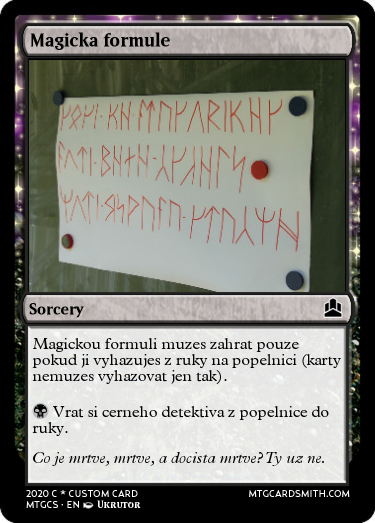 Magicka formule
Sorcery
Magickou formuli muzes zahrat pouze
pokud ji vyhazujes z ruky na popelnici (karty
nemuzes vyhazovat jen tak).
Vrat si cerneho detektiva z popelnice do
ruky.
Co je mrtve, mrtve, a docista mrtve? Ty uz ne.
2020 C * CUSTOM CARD
MTGCARDSMITH.COM
MTGCS · EN UKRUTOR